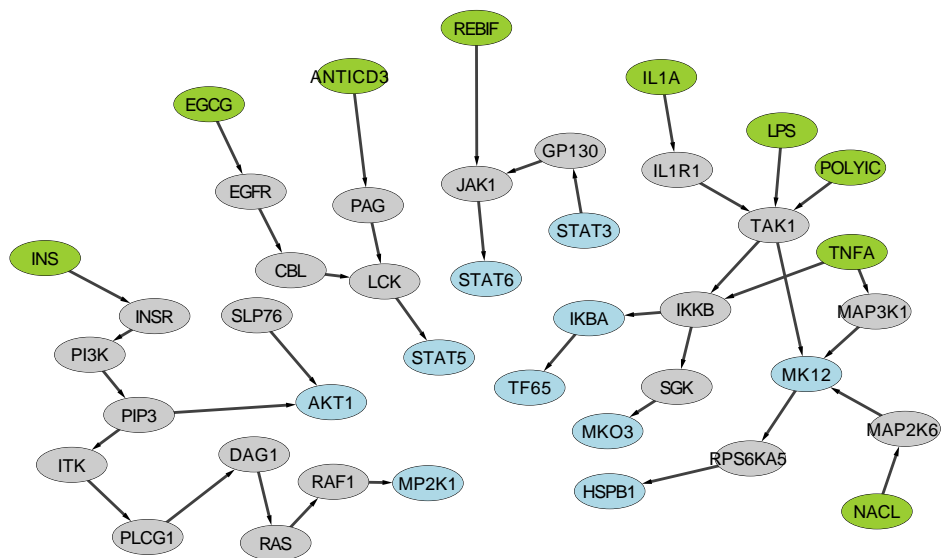 REBIF
ANTICD3
IL1A
EGCG
LPS
GP130
POLYIC
IL1R1
JAK1
EGFR
PAG
TAK1
STAT3
INS
TNFA
CBL
LCK
STAT6
INSR
SLP76
IKBA
IKKB
MAP3K1
PI3K
STAT5
TF65
SGK
MK12
PIP3
AKT1
MKO3
MAP2K6
ITK
DAG1
RPS6KA5
RAF1
MP2K1
HSPB1
NACL
PLCG1
RAS